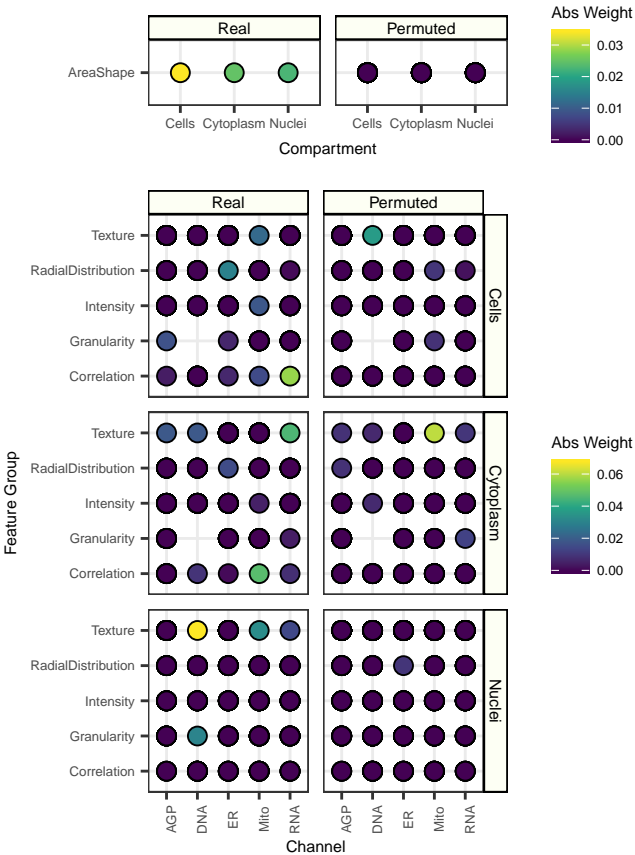 Real
Permuted
AreaShape
Cells Cytoplasm Nuclei
Cells Cytoplasm Nuclei
Compartment
Abs Weight
0.03
0.02
0.01
0.00
Real
Permuted
Feature Group
Texture
RadialDistribution
Intensity
Granularity
Correlation
Cells
Texture
RadialDistribution
Intensity
Granularity
Correlation
Cytoplasm
Texture
RadialDistribution
Intensity
Granularity
Correlation
Nuclei
AGP DNA ER Mito RNA
AGP DNA ER Mito RNA
Channel
Abs Weight
0.06
0.04
0.02
0.00